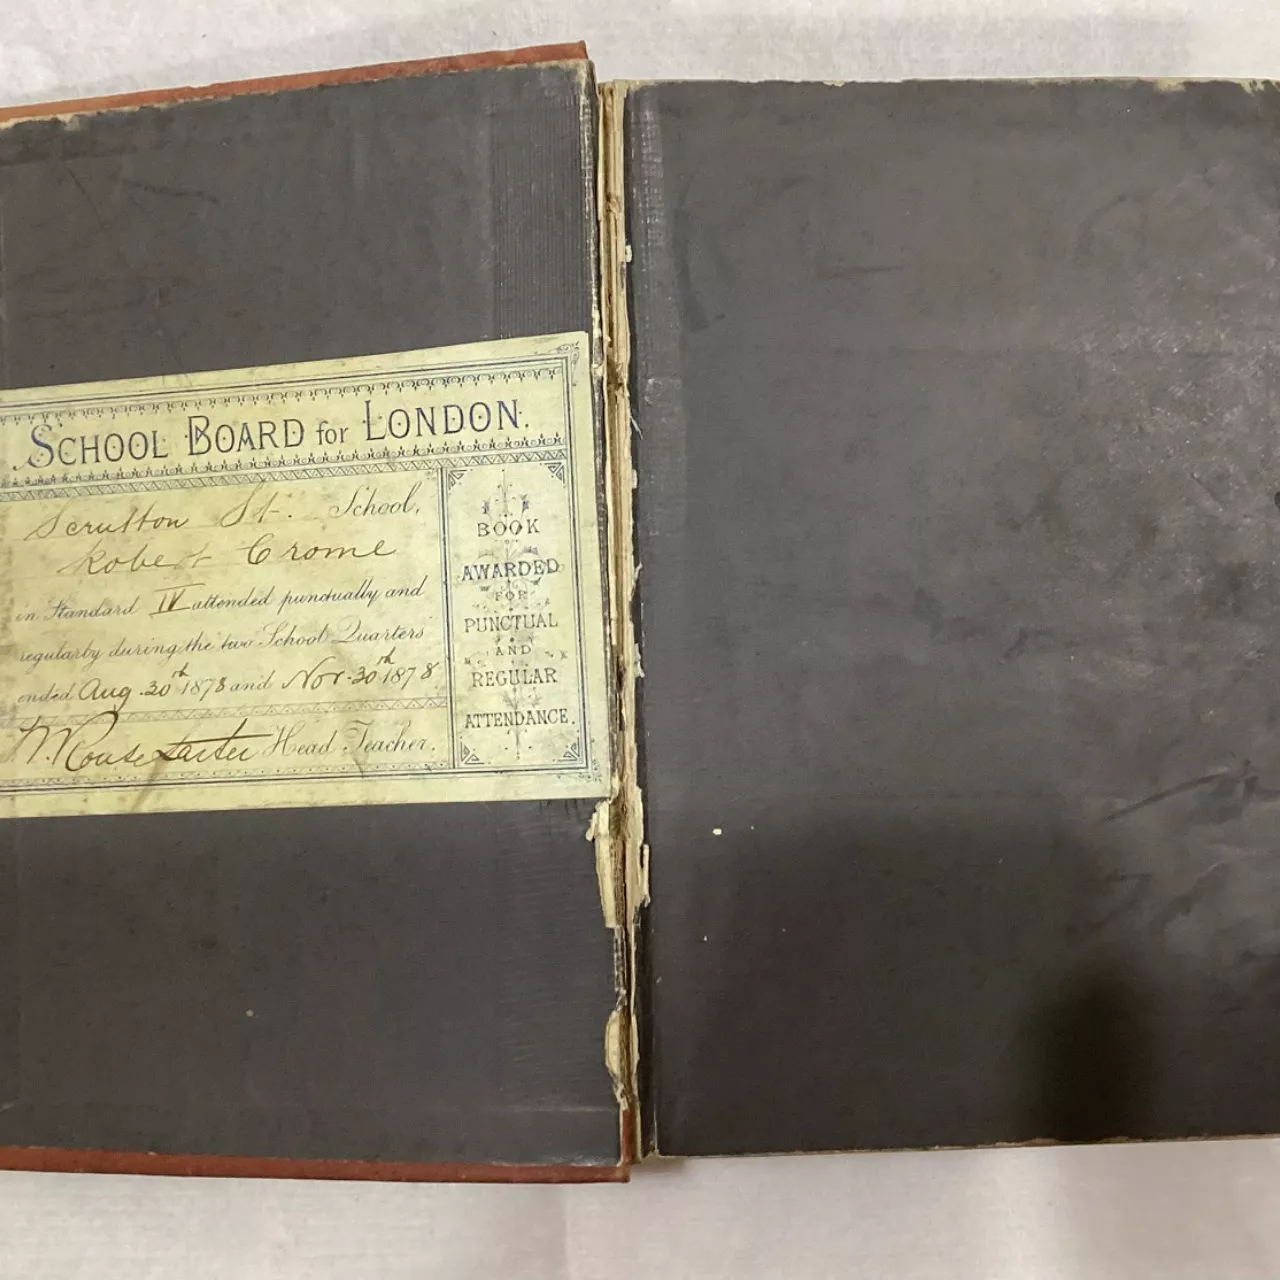 SCHOOL BOARD for LONDON.
Scrutton St. School,
Robert Crome
in Standard IV attended punctually and
regularly during the two School Quarters
ended Aug. 30th 1878 and Nov. 30th 1878
Head Teacher.
BOOK
AWARDED
FOR
PUNCTUAL
AND
REGULAR
ATTENDANCE.